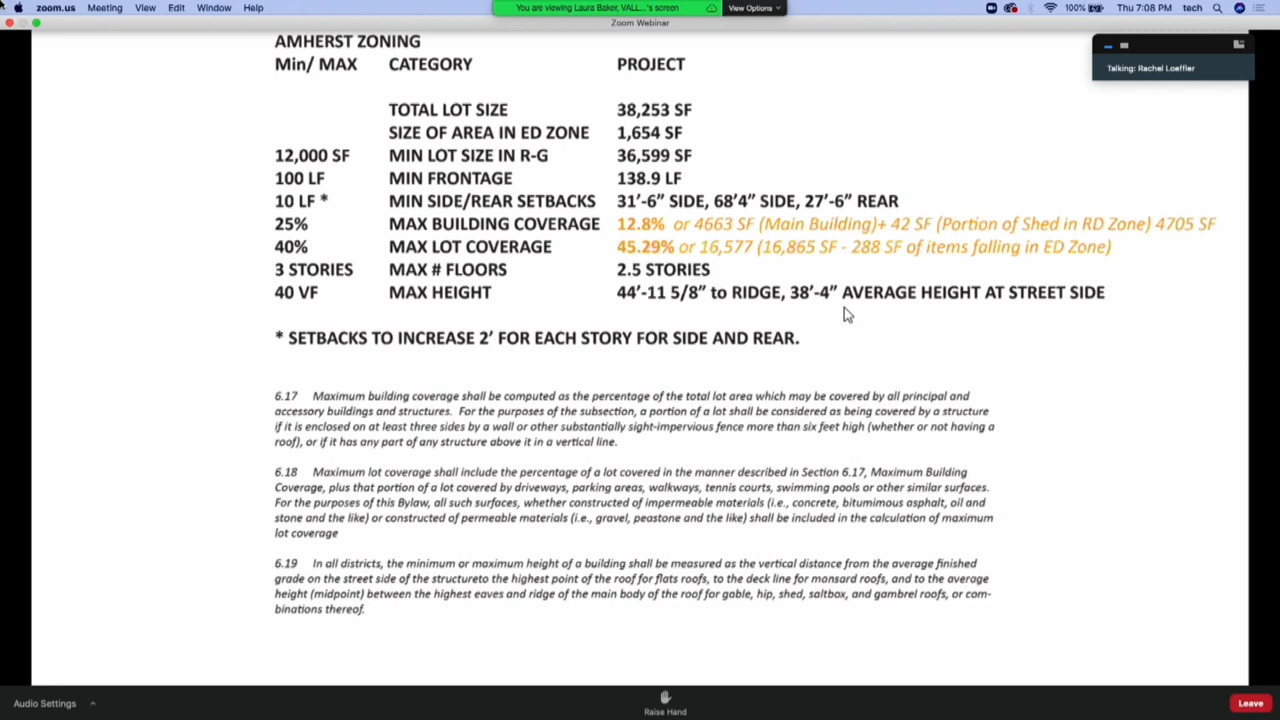 zoom.us Meeting View Edit Window Help
You are viewing Laura Baker, VALL...'s screen View Options
100% Thu 7:08 PM tech
Zoom Webinar
Talking: Rachel Loeffler
AMHERST ZONING
Min/ MAX CATEGORY PROJECT
TOTAL LOT SIZE 38,253 SF
SIZE OF AREA IN ED ZONE 1,654 SF
12,000 SF MIN LOT SIZE IN R-G 36,599 SF
100 LF MIN FRONTAGE 138.9 LF
10 LF * MIN SIDE/REAR SETBACKS 31'-6” SIDE, 68'4” SIDE, 27'-6” REAR
25% MAX BUILDING COVERAGE 12.8% or 4663 SF (Main Building)+ 42 SF (Portion of Shed in RD Zone) 4705 SF
40% MAX LOT COVERAGE 45.29% or 16,577 (16,865 SF - 288 SF of items falling in ED Zone)
3 STORIES MAX # FLOORS 2.5 STORIES
40 VF MAX HEIGHT 44'-11 5/8” to RIDGE, 38'-4” AVERAGE HEIGHT AT STREET SIDE
* SETBACKS TO INCREASE 2' FOR EACH STORY FOR SIDE AND REAR.
6.17 Maximum building coverage shall be computed as the percentage of the total lot area which may be covered by all principal and
accessory buildings and structures. For the purposes of the subsection, a portion of a lot shall be considered as being covered by a structure
if it is enclosed on at least three sides by a wall or other substantially sight-impervious fence more than six feet high (whether or not having a
roof), or if it has any part of any structure above it in a vertical line.
6.18 Maximum lot coverage shall include the percentage of a lot covered in the manner described in Section 6.17, Maximum Building
Coverage, plus that portion of a lot covered by driveways, parking areas, walkways, tennis courts, swimming pools or other similar surfaces.
For the purposes of this Bylaw, all such surfaces, whether constructed of impermeable materials (i.e., concrete, bitumimous asphalt, oil and
stone and the like) or constructed of permeable materials (i.e., gravel, peastone and the like) shall be included in the calculation of maximum
lot coverage
6.19 In all districts, the minimum or maximum height of a building shall be measured as the vertical distance from the average finished
grade on the street side of the structureto the highest point of the roof for flats roofs, to the deck line for mansard roofs, and to the average
height (midpoint) between the highest eaves and ridge of the main body of the roof for gable, hip, shed, saltbox, and gambrel roofs, or com-
binations thereof.
Audio Settings Raise Hand Leave